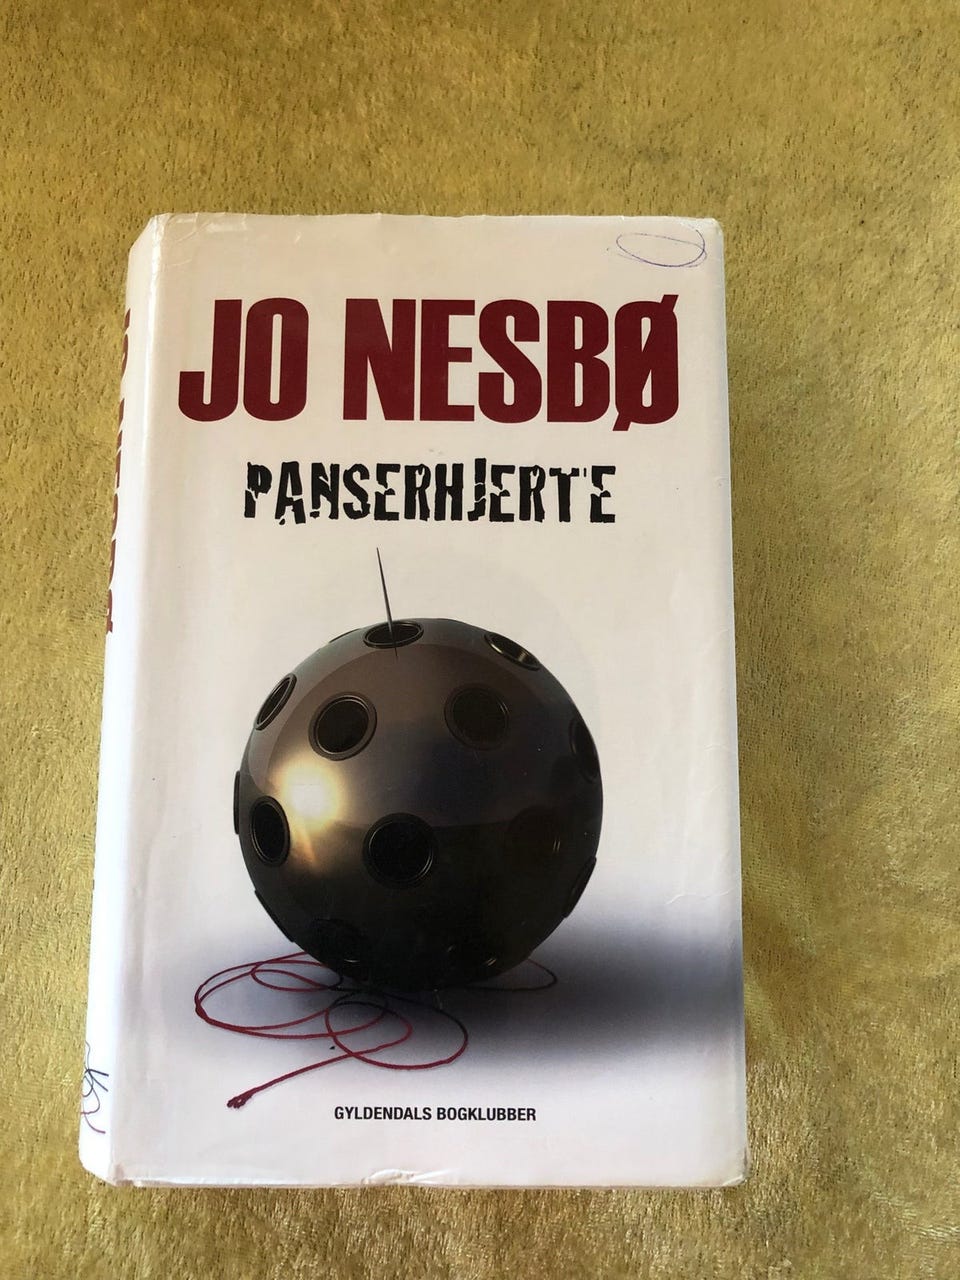 JO NESBØ
PANSERHJERTE
GYLDENDALS BOGKLUBBER